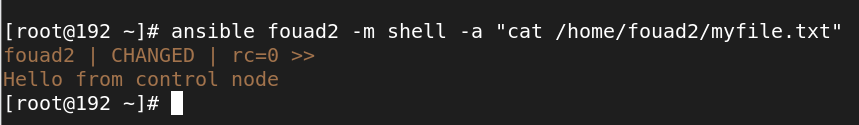 [root@192 ~]# ansible fouad2 -m shell -a "cat /home/fouad2/myfile.txt"
fouad2 | CHANGED | rc=0 >>
Hello from control node
[root@192 ~]#